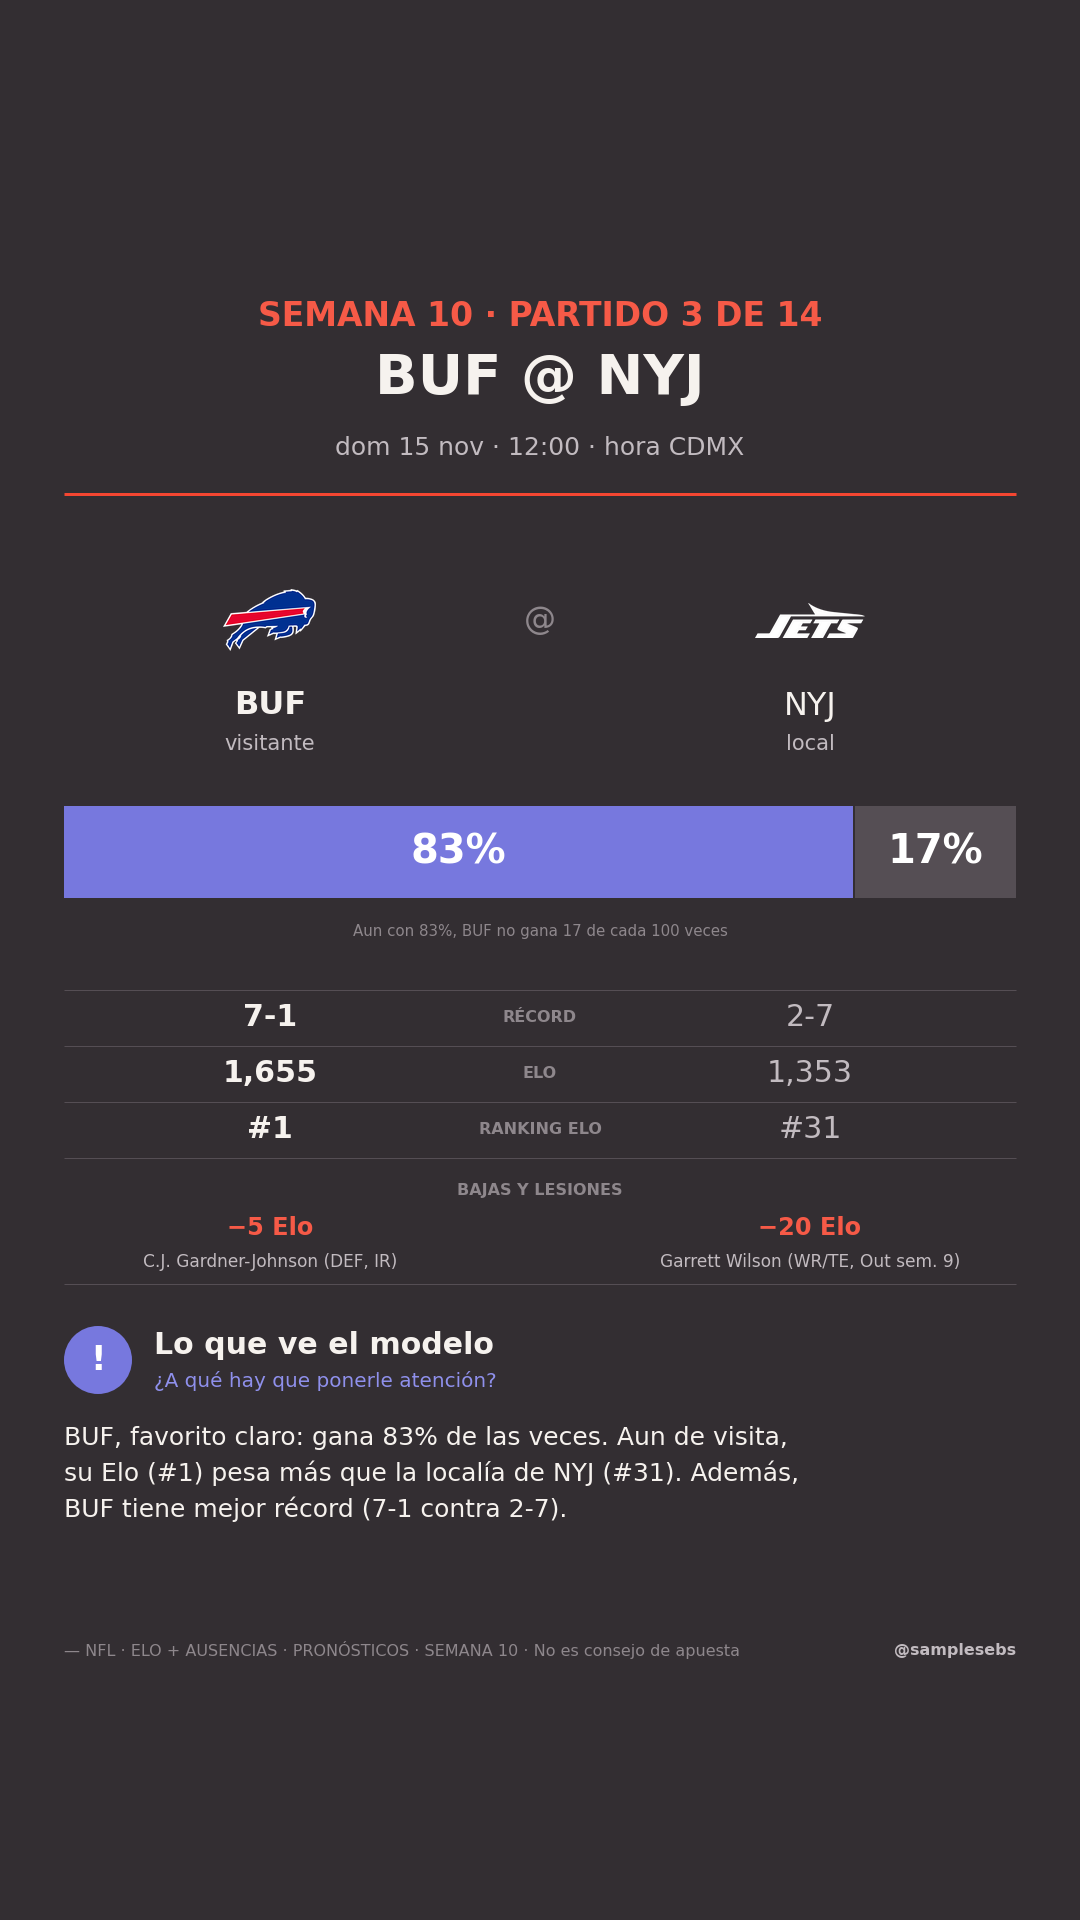 SEMANA 10 · PARTIDO 3 DE 14
BUF @ NYJ
dom 15 nov · 12:00 · hora CDMX
@
JETS
BUF
NYJ
visitante
local
83%
17%
Aun con 83%, BUF no gana 17 de cada 100 veces
7-1 RÉCORD 2-7
1,655 ELO 1,353
#1 RANKING ELO #31
BAJAS Y LESIONES
−5 Elo
−20 Elo
C.J. Gardner-Johnson (DEF, IR)
Garrett Wilson (WR/TE, Out sem. 9)
!
Lo que ve el modelo
¿A qué hay que ponerle atención?
BUF, favorito claro: gana 83% de las veces. Aun de visita,
su Elo (#1) pesa más que la localía de NYJ (#31). Además,
BUF tiene mejor récord (7-1 contra 2-7).
— NFL · ELO + AUSENCIAS · PRONÓSTICOS · SEMANA 10 · No es consejo de apuesta
@samplesebs